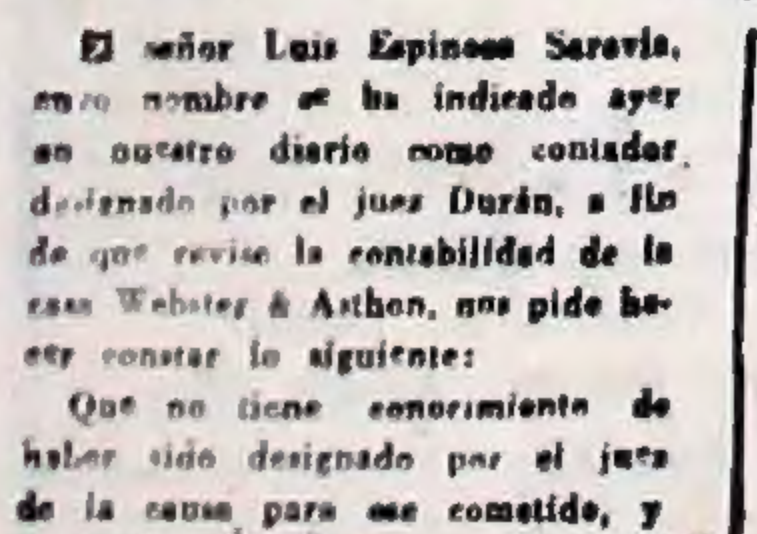 El señor Luis Espinosa Saravia,
cuyo nombre se ha indicado ayer
en nuestro diario como contador
designado por el juez Durán, a fin
de que revise la contabilidad de la
casa Webster & Asthon, nos pide ha-
cer constar lo siguiente:
Que no tiene conocimiento de
haber sido designado por el juez
de la causa para ese cometido, y